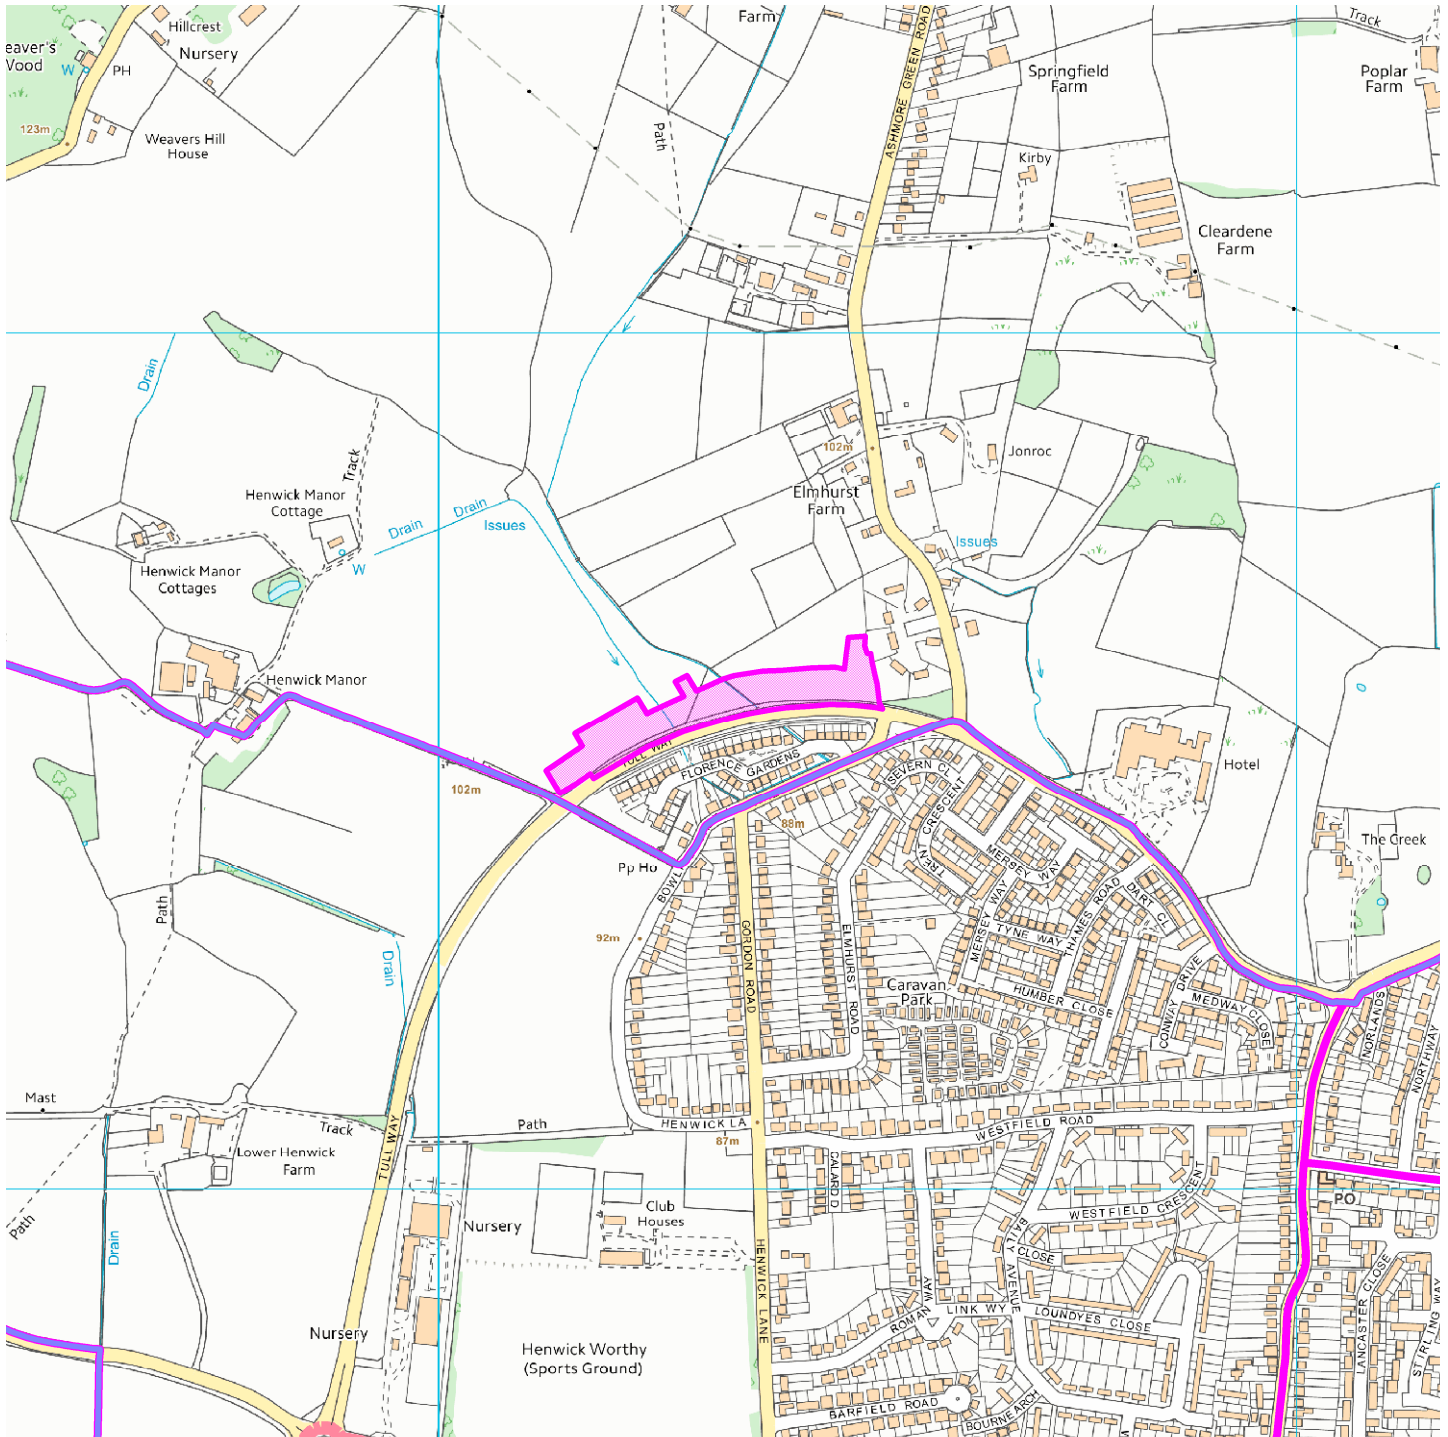 Hillcrest
Nursery
Farm
Track
eaver's
Wood
W
PH
123m
Weavers Hill
House
Path
ASHMORE GREEN ROAD
Springfield
Farm
Poplar
Farm
Kirby
Cleardene
Farm
Drain
Track
Henwick Manor
Cottage
Drain
Drain
Issues
W
Henwick Manor
Cottages
102m
Jonroc
Elmhurst
Farm
Issues
Henwick Manor
102m
TULL WAY
FLORENCE GARDENS
SEVERN CL
Hotel
88m
TRENT CRESCENT
MERSEY WAY
The Creek
Pp Ho
BOWL
92m
GORDON ROAD
ELMHURST ROAD
MERSEY WAY
TYNE WAY
THAMES ROAD
DART CL
Path
Drain
Caravan
Park
HUMBER CLOSE
CONWAY DRIVE
MEDWAY CLOSE
NORLANDS
NORTHWAY
Mast
Track
TULL WAY
Path
HENWICK LA
87m
WESTFIELD ROAD
Lower Henwick
Farm
CALARD D
PO
Path
Drain
Nursery
Club
Houses
WESTFIELD CRESCENT
BAILY AVENUE
CLOSE
HENWICK LANE
ROMAN WAY
LINK WY
LOUNDYES CLOSE
LANCASTER CLOSE
STIRLING WAY
Nursery
Henwick Worthy
(Sports Ground)
BARFIELD ROAD
BOURNEARCH